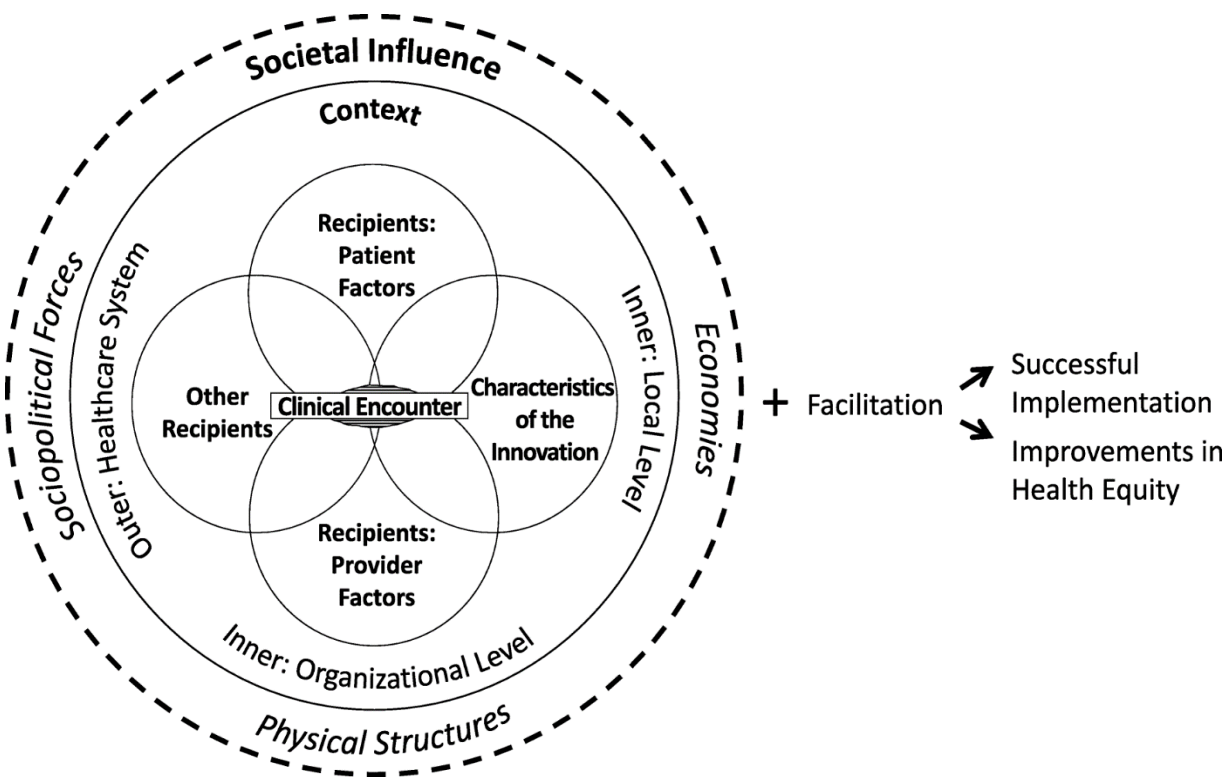 Societal Influence
Context
Recipients:
Patient
Factors
Sociopolitical Forces
Outer: Healthcare System
Other
Recipients
Clinical Encounter
Characteristics
of the
Innovation
Inner: Local Level
Economies
Recipients:
Provider
Factors
Inner: Organizational Level
Physical Structures
+ Facilitation
Successful
Implementation
Improvements in
Health Equity